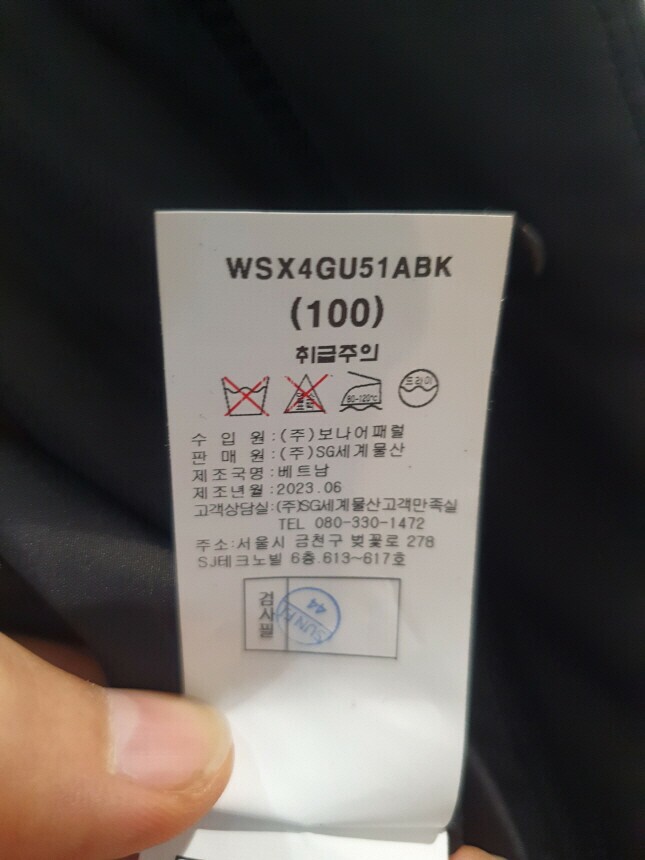 WSX4GU51ABK
(100)
취급주의
80~120℃
드라이
수 입 원 : (주)보나어패럴
판 매 원 : (주)SG세계물산
제조국명 : 베트남
제조년월 : 2023.06
고객상담실:(주)SG세계물산고객만족실
TEL 080-330-1472
주소:서울시 금천구 벚꽃로 278
SJ테크노빌 6층.613~617호
검사필
44